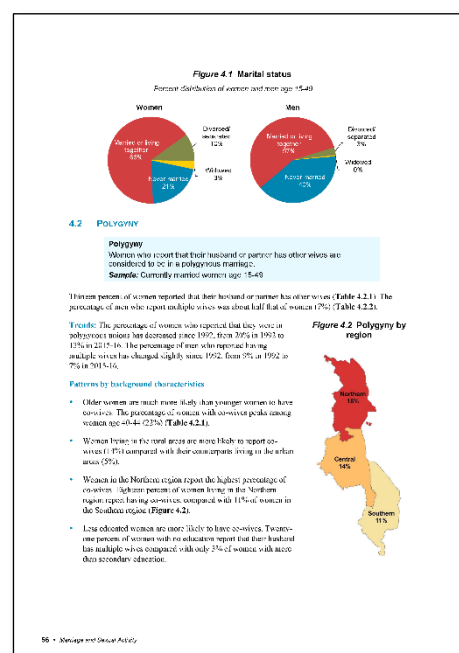 Figure 4.1 Marital status
Percent distribution of women and men age 15-49
Women
Men
Married or living
together
66%
Divorced/
separated
12%
Widowed
3%
Never married
21%
Married or living
together
57%
Divorced/
separated
3%
Widowed
0%
Never married
40%
4.2 POLYGYNY
Polygyny
Women who report that their husband or partner has other wives are
considered to be in a polygynous marriage.
Sample: Currently married women age 15-49
Thirteen percent of women reported that their husband or partner has other wives (Table 4.2.1). The
percentage of men who report multiple wives was about half that of women (7%) (Table 4.2.2).
Trends: The percentage of women who reported that they were in
polygynous unions has decreased since 1992, from 20% in 1992 to
13% in 2015-16. The percentage of men who reported having
multiple wives has changed slightly since 1992, from 9% in 1992 to
7% in 2015-16.
Patterns by background characteristics
• Older women are much more likely than younger women to have
co-wives. The percentage of women with co-wives peaks among
women age 40-44 (23%) (Table 4.2.1).
• Women living in the rural areas are more likely to report co-
wives (14%) compared with their counterparts living in the urban
areas (5%).
• Women in the Northern region report the highest percentage of
co-wives. Eighteen percent of women living in the Northern
region report having co-wives, compared with 11% of women in
the Southern region (Figure 4.2).
• Less educated women are more likely to have co-wives. Twenty-
one percent of women with no education report that their husband
has multiple wives compared with only 3% of women with more
than secondary education.
Figure 4.2 Polygyny by
region
Northern
18%
Central
14%
Southern
11%
56 • Marriage and Sexual Activity